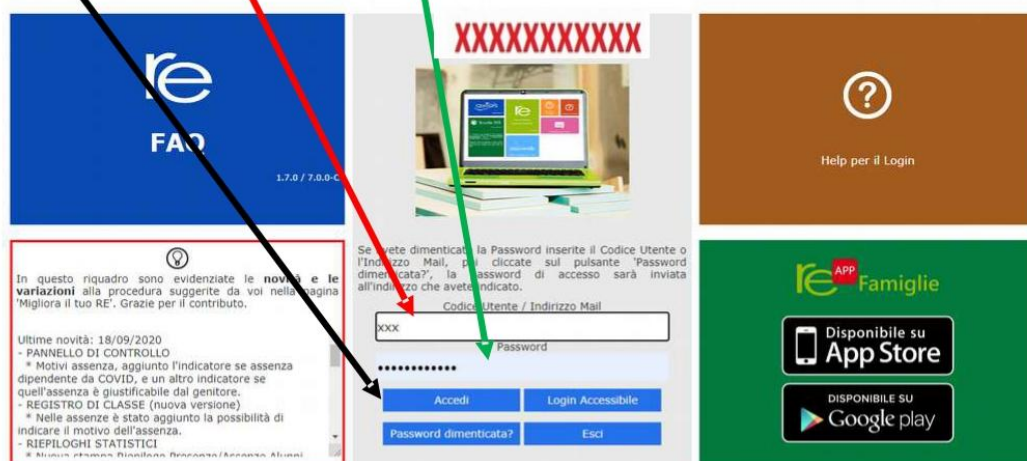 re
FAQ
1.7.0 / 7.0.0-C
In questo riquadro sono evidenziate le novità e le
variazioni alla procedura suggerite da voi nella pagina
'Migliora il tuo RE'. Grazie per il contributo.
Ultime novità: 18/09/2020
- PANNELLO DI CONTROLLO
* Motivi assenza, aggiunto l'indicatore se assenza
dipendente da COVID, e un altro indicatore se
quell'assenza è giustificabile dal genitore.
- REGISTRO DI CLASSE (nuova versione)
* Nelle assenze è stato aggiunto la possibilità di
indicare il motivo dell'assenza.
- RIEPILOGHI STATISTICI
* Nuova stampa Riepilogo Presenze/Assenze Alunni
XXXXXXXXXXX
re
Se avete dimenticato la Password inserite il Codice Utente o
l'Indirizzo Mail, poi cliccate sul pulsante 'Password
dimenticata?', la Password di accesso sarà inviata
all'indirizzo che avete indicato.
Codice Utente / Indirizzo Mail
xxx
Password
Accedi
Login Accessibile
Password dimenticata?
Esci
?
Help per il Login
re APP Famiglie
Disponibile su
App Store
DISPONIBILE SU
Google play